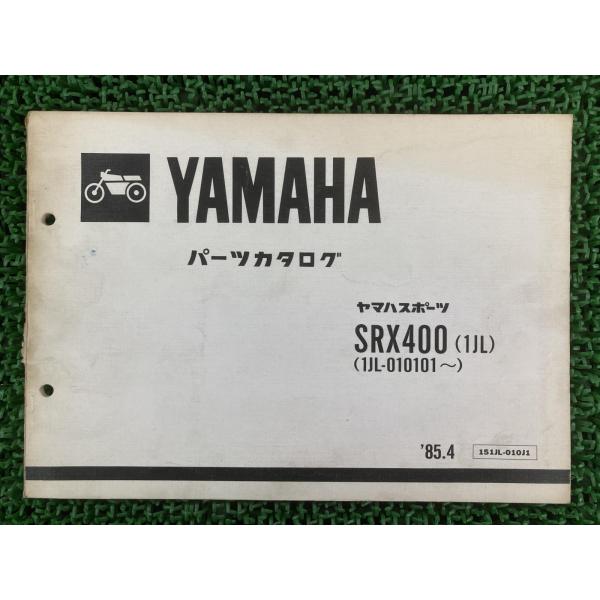 YAMAHA
パーツカタログ
ヤマハスポーツ
SRX400 (1JL)
(1JL-010101～)
'85.4
151JL-010J1